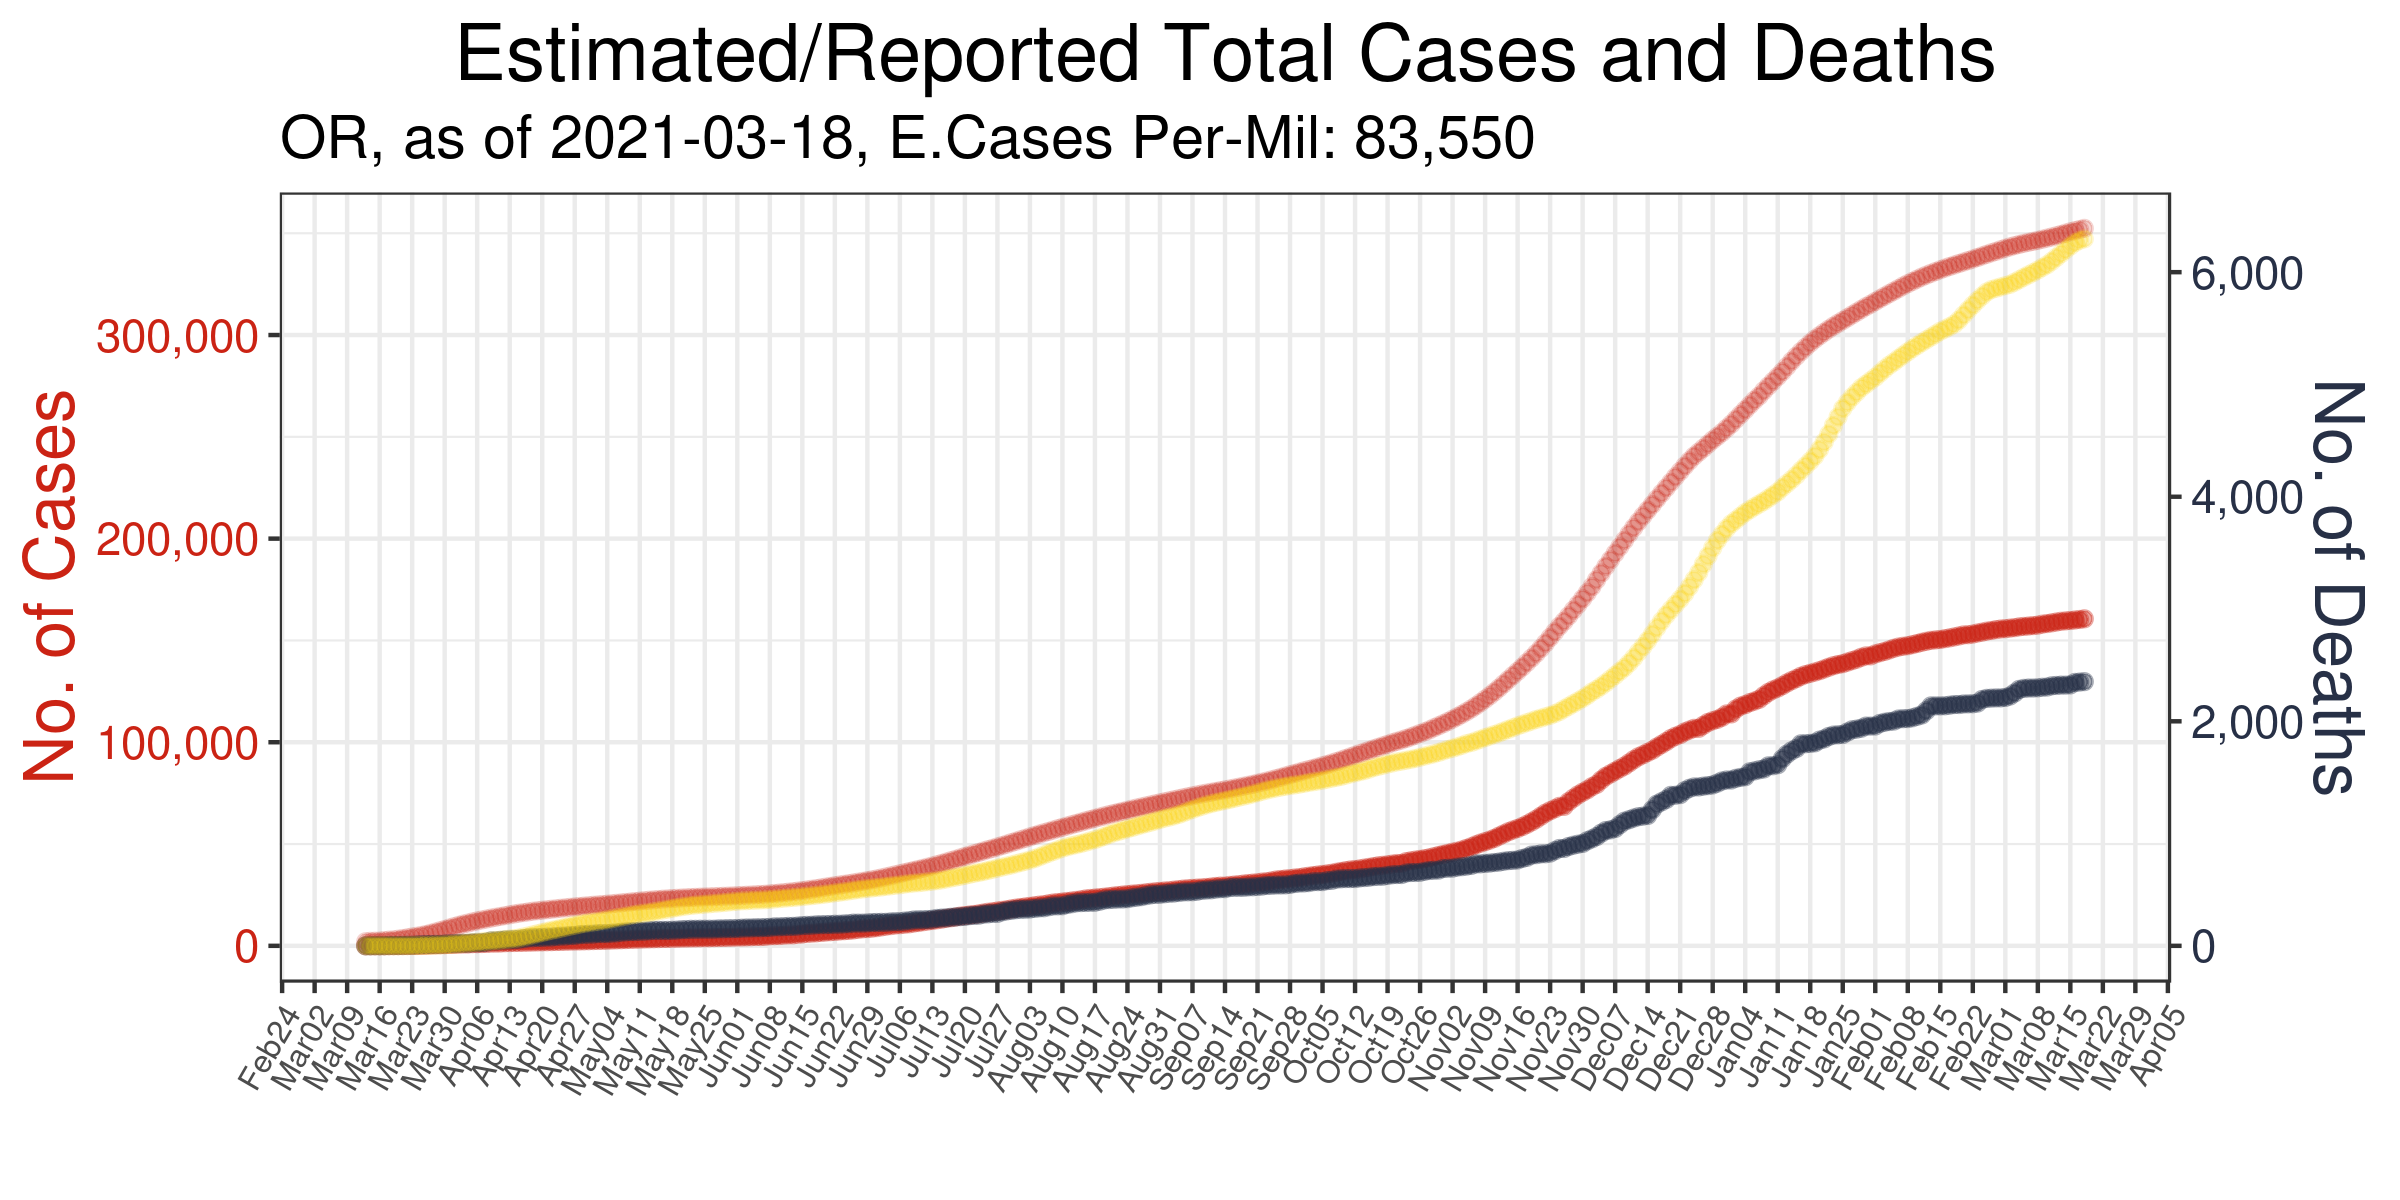 Estimated/Reported Total Cases and Deaths
OR, as of 2021-03-18, E.Cases Per-Mil: 83,550
No. of Cases
300,000
200,000
100,000
0
6,000
4,000
2,000
0
No. of Deaths
Feb24
Mar02
Mar09
Mar16
Mar23
Mar30
Apr06
Apr13
Apr20
Apr27
May04
May11
May18
May25
Jun01
Jun08
Jun15
Jun22
Jun29
Jul06
Jul13
Jul20
Jul27
Aug03
Aug10
Aug17
Aug24
Aug31
Sep07
Sep14
Sep21
Sep28
Oct05
Oct12
Oct19
Oct26
Nov02
Nov09
Nov16
Nov23
Nov30
Dec07
Dec14
Dec21
Dec28
Jan04
Jan11
Jan18
Jan25
Feb01
Feb08
Feb15
Feb22
Mar01
Mar08
Mar15
Mar22
Mar29
Apr05